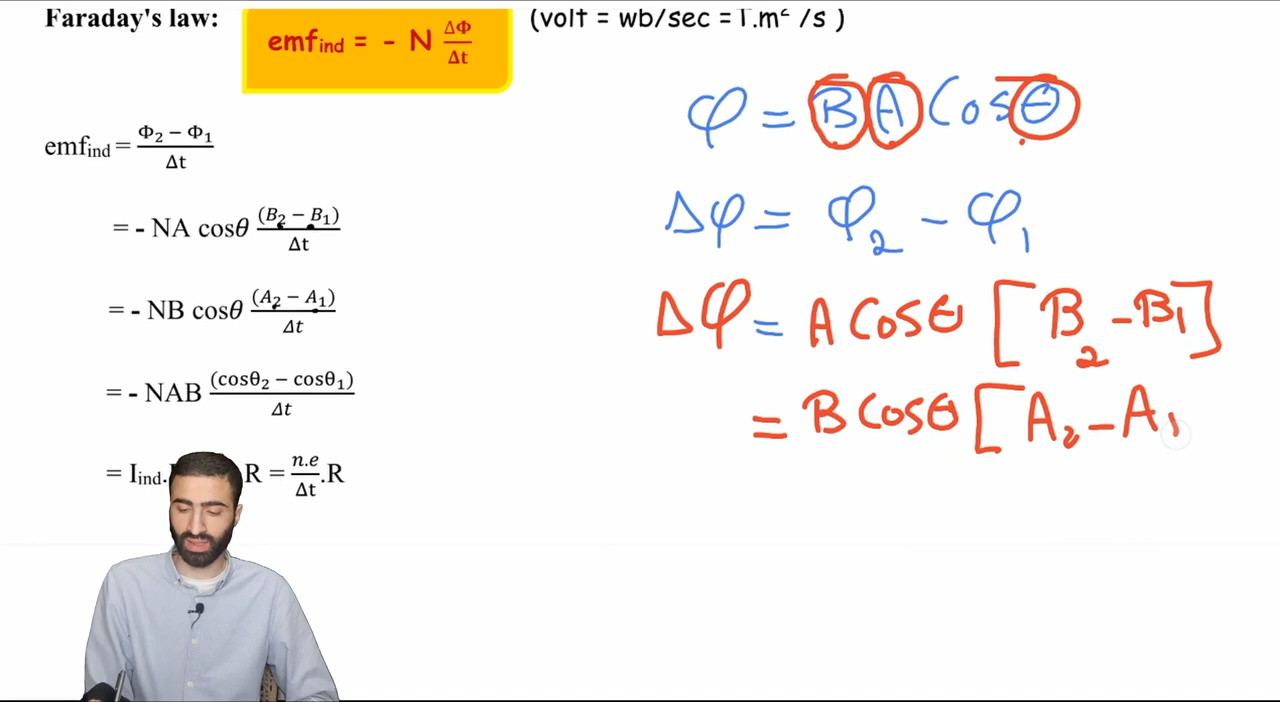 Faraday's law: emf_ind = - N ΔΦ/Δt (volt = wb/sec = T.m² /s )
emf_ind = (Φ₂ − Φ₁)/Δt
= - NA cosθ (B₂ − B₁)/Δt
= - NB cosθ (A₂ − A₁)/Δt
= - NAB (cosθ₂ − cosθ₁)/Δt
= I_ind. R = n.e/Δt .R
φ = B A Cos θ
Δφ = φ₂ - φ₁
Δφ = A Cosθ [B₂ - B₁]
= B Cosθ [A₂ - A₁